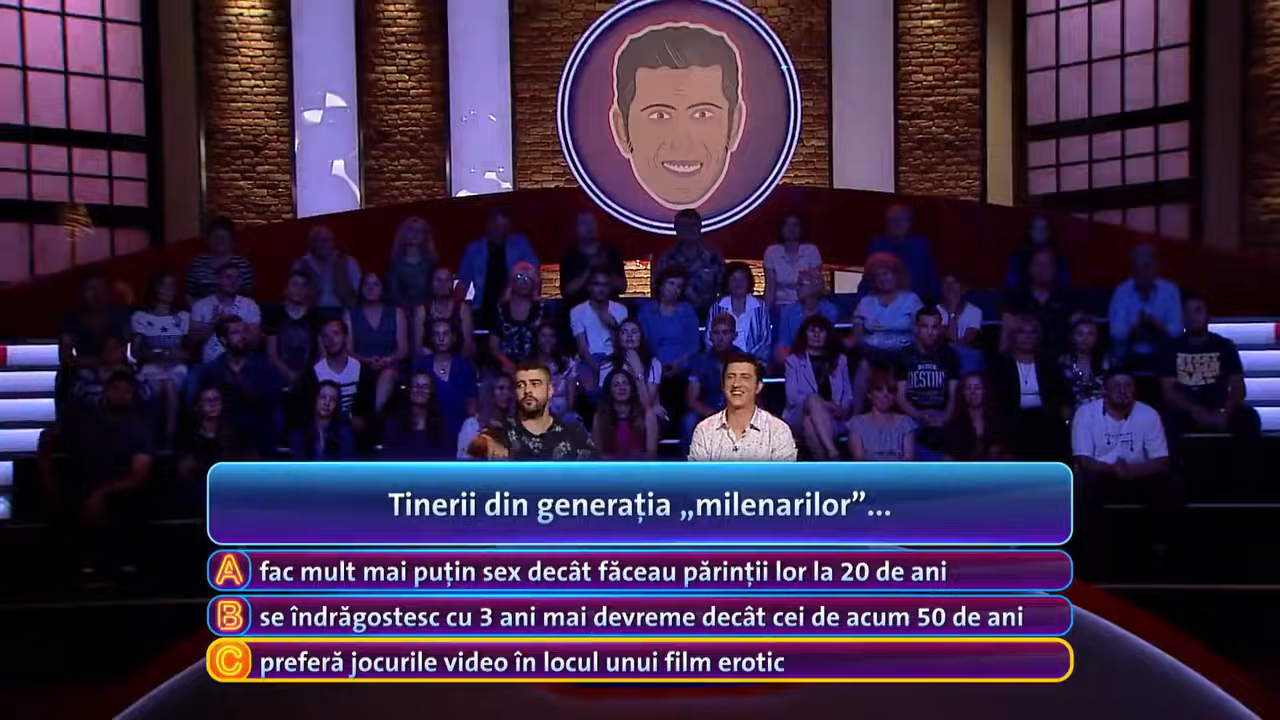 Tinerii din generația „milenarilor”...
A fac mult mai puțin sex decât făceau părinții lor la 20 de ani
B se îndrăgostesc cu 3 ani mai devreme decât cei de acum 50 de ani
C preferă jocurile video în locul unui film erotic